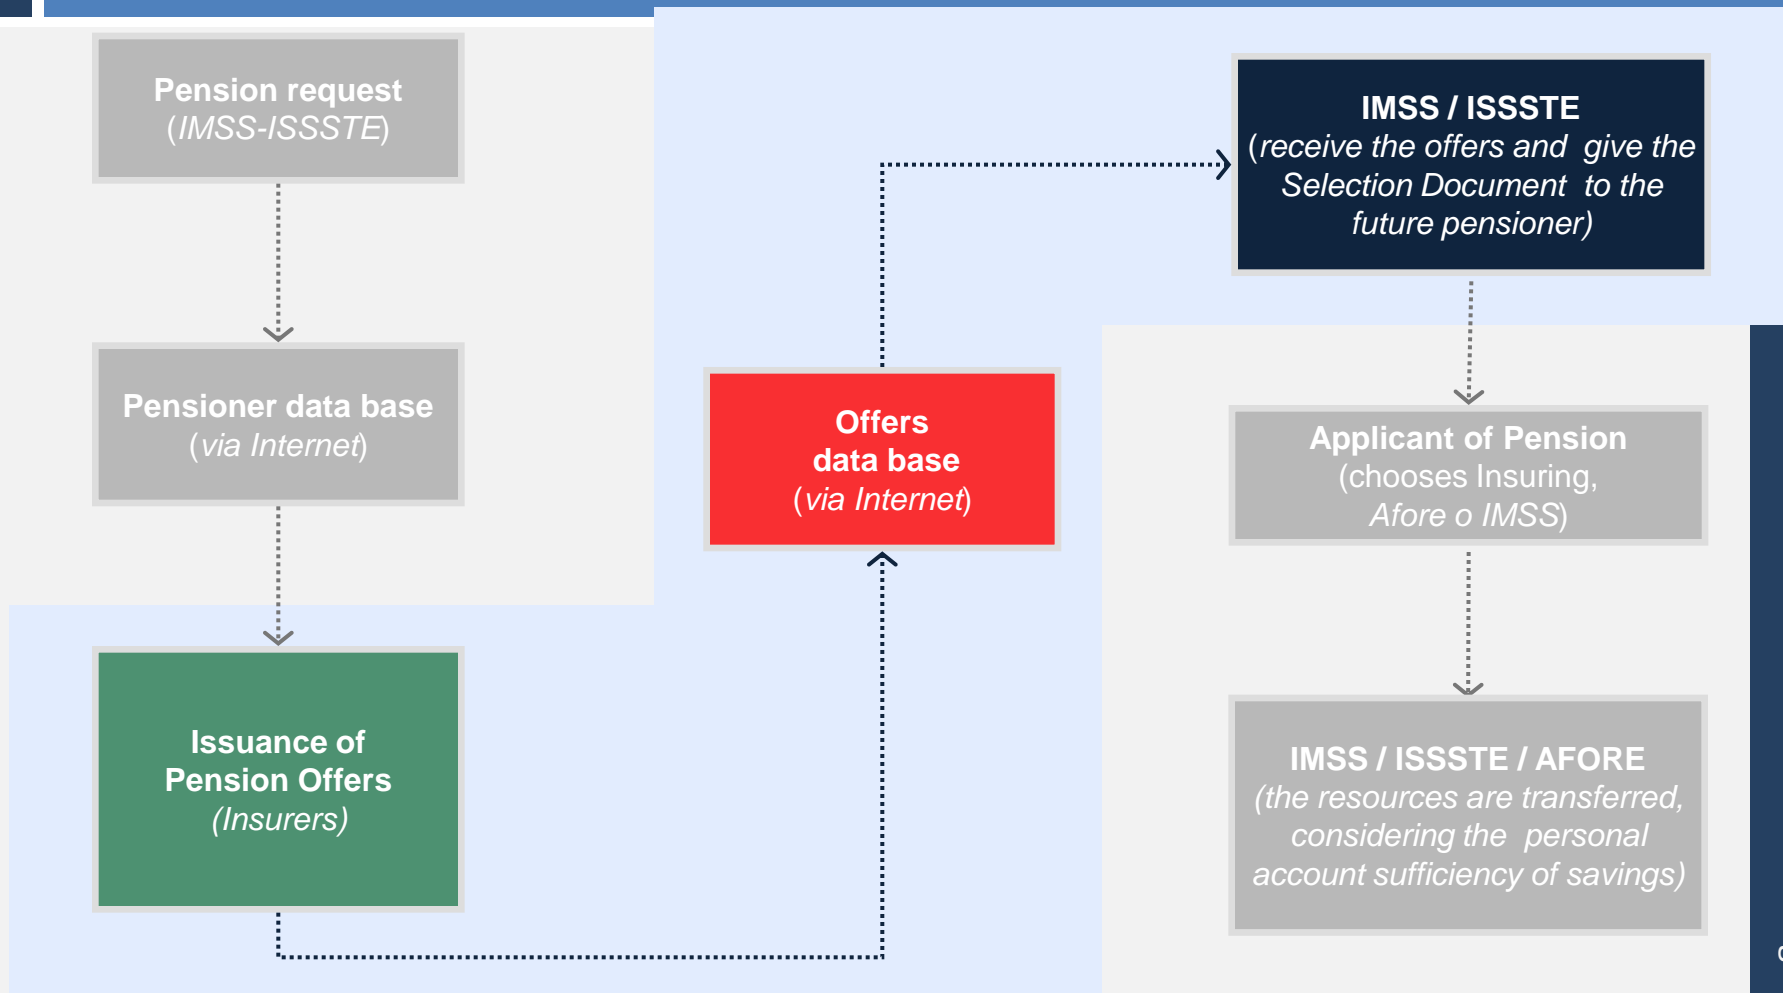 Pension request
(IMSS-ISSSTE)
Pensioner data base
(via Internet)
Issuance of
Pension Offers
(Insurers)
Offers
data base
(via Internet)
IMSS / ISSSTE
(receive the offers and give the
Selection Document to the
future pensioner)
Applicant of Pension
(chooses Insuring,
Afore o IMSS)
IMSS / ISSSTE / AFORE
(the resources are transferred,
considering the personal
account sufficiency of savings)